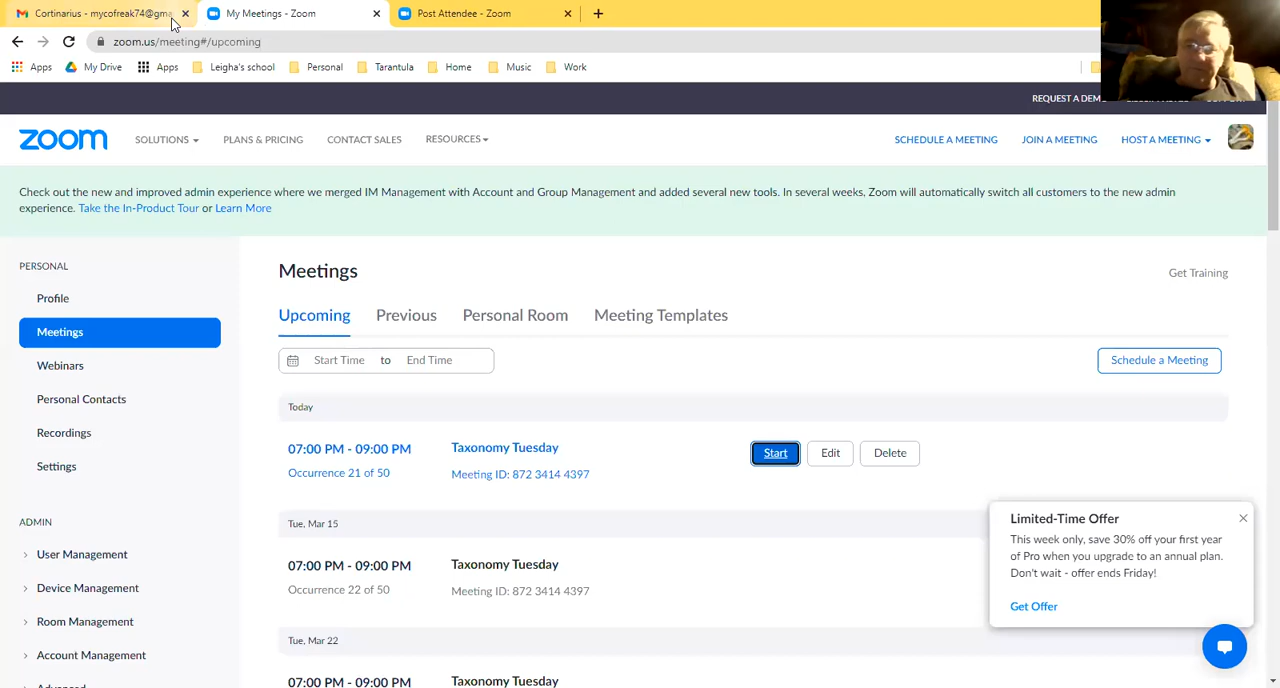 Cortinarius - mycofreak74@gma
My Meetings - Zoom
Post Attendee - Zoom
zoom.us/meeting#/upcoming
Apps
My Drive
Apps
Leigha's school
Personal
Tarantula
Home
Music
Work
REQUEST A DEM
zoom
SOLUTIONS
PLANS & PRICING
CONTACT SALES
RESOURCES
SCHEDULE A MEETING
JOIN A MEETING
HOST A MEETING
Check out the new and improved admin experience where we merged IM Management with Account and Group Management and added several new tools. In several weeks, Zoom will automatically switch all customers to the new admin
experience. Take the In-Product Tour or Learn More
PERSONAL
Profile
Meetings
Webinars
Personal Contacts
Recordings
Settings
ADMIN
User Management
Device Management
Room Management
Account Management
Advanced
Meetings
Get Training
Upcoming
Previous
Personal Room
Meeting Templates
Start Time to End Time
Schedule a Meeting
Today
07:00 PM - 09:00 PM
Taxonomy Tuesday
Start
Edit
Delete
Occurrence 21 of 50
Meeting ID: 872 3414 4397
Tue, Mar 15
07:00 PM - 09:00 PM
Taxonomy Tuesday
Occurrence 22 of 50
Meeting ID: 872 3414 4397
Tue, Mar 22
07:00 PM - 09:00 PM
Taxonomy Tuesday
Limited-Time Offer
This week only, save 30% off your first year
of Pro when you upgrade to an annual plan.
Don't wait - offer ends Friday!
Get Offer